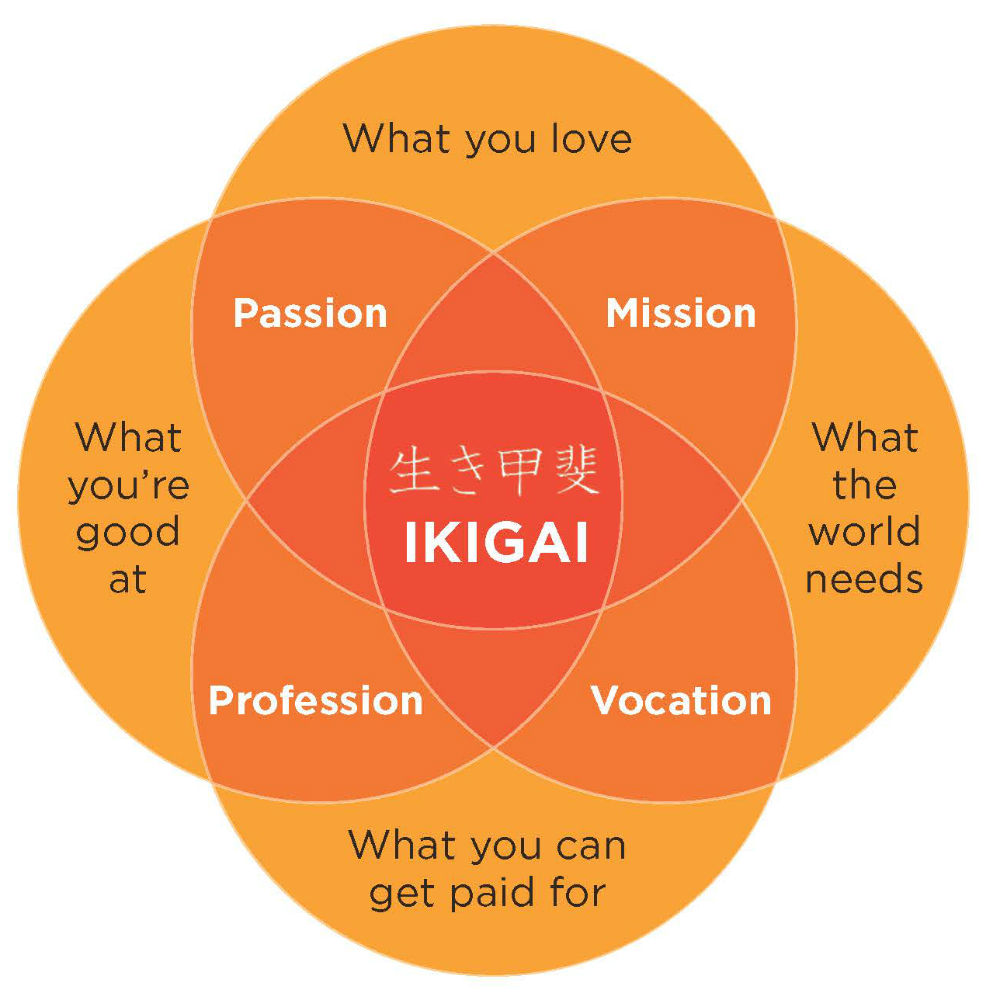 What you love
Passion
Mission
What
you're
good
at
生き甲斐
IKIGAI
What
the
world
needs
Profession
Vocation
What you can
get paid for